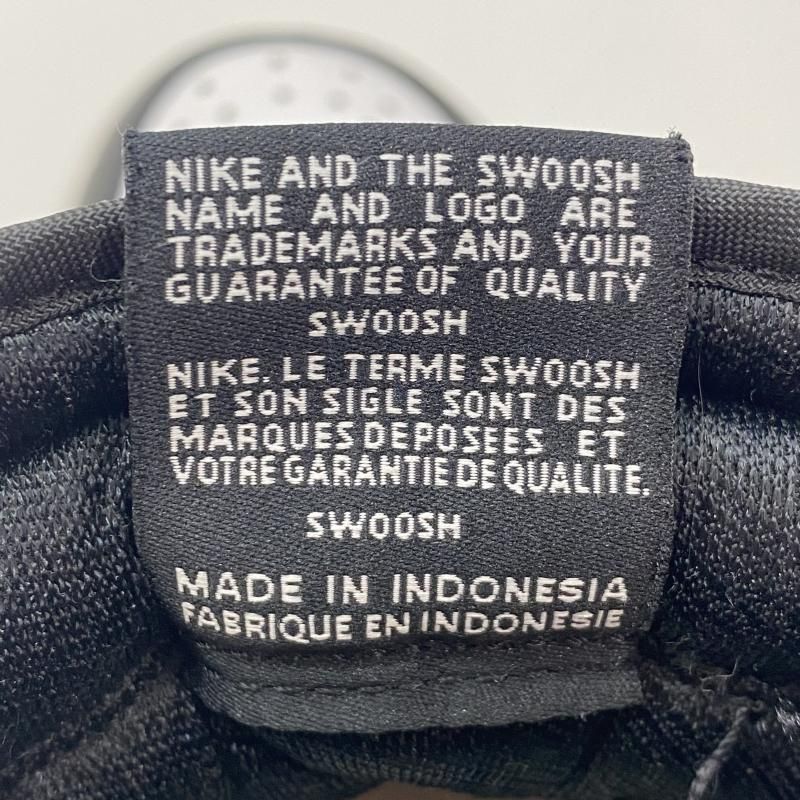 NIKE AND THE SWOOSH
NAME AND LOGO ARE
TRADEMARKS AND YOUR
GUARANTEE OF QUALITY
SWOOSH
NIKE. LE TERME SWOOSH
ET SON SIGLE SONT DES
MARQUES DEPOSEES ET
VOTRE GARANTIE DE QUALITE.
SWOOSH
MADE IN INDONESIA
FABRIQUE EN INDONESIE